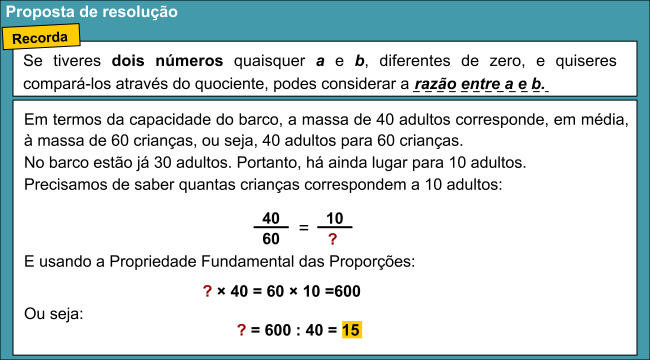 Proposta de resolução
Recorda
Se tiveres dois números quaisquer a e b, diferentes de zero, e quiseres
compará-los através do quociente, podes considerar a razão entre a e b.
Em termos da capacidade do barco, a massa de 40 adultos corresponde, em média,
à massa de 60 crianças, ou seja, 40 adultos para 60 crianças.
No barco estão já 30 adultos. Portanto, há ainda lugar para 10 adultos.
Precisamos de saber quantas crianças correspondem a 10 adultos:
40/60 = 10/?
E usando a Propriedade Fundamental das Proporções:
? × 40 = 60 × 10 =600
Ou seja:
? = 600 : 40 = 15